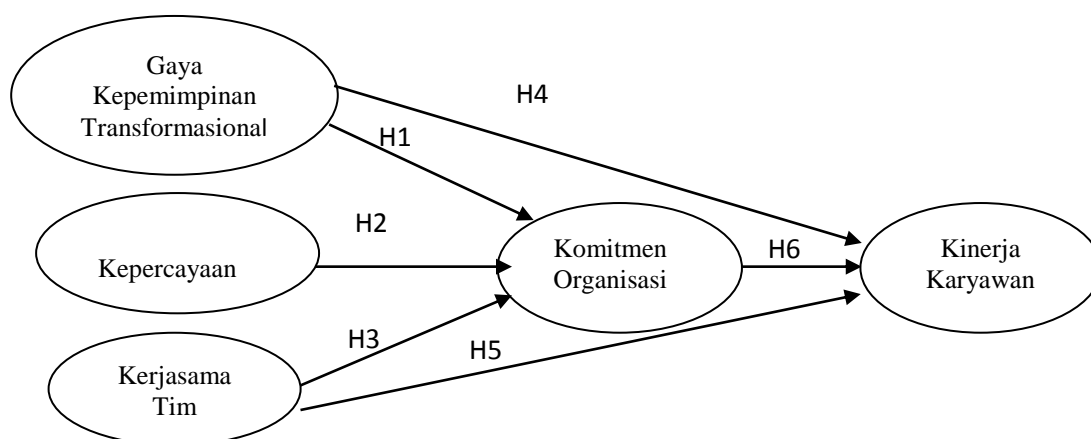 Gaya
Kepemimpinan
Transformasional
H4
H1
H2
Kepercayaan
Komitmen
Organisasi
H6
Kinerja
Karyawan
H3
H5
Kerjasama
Tim